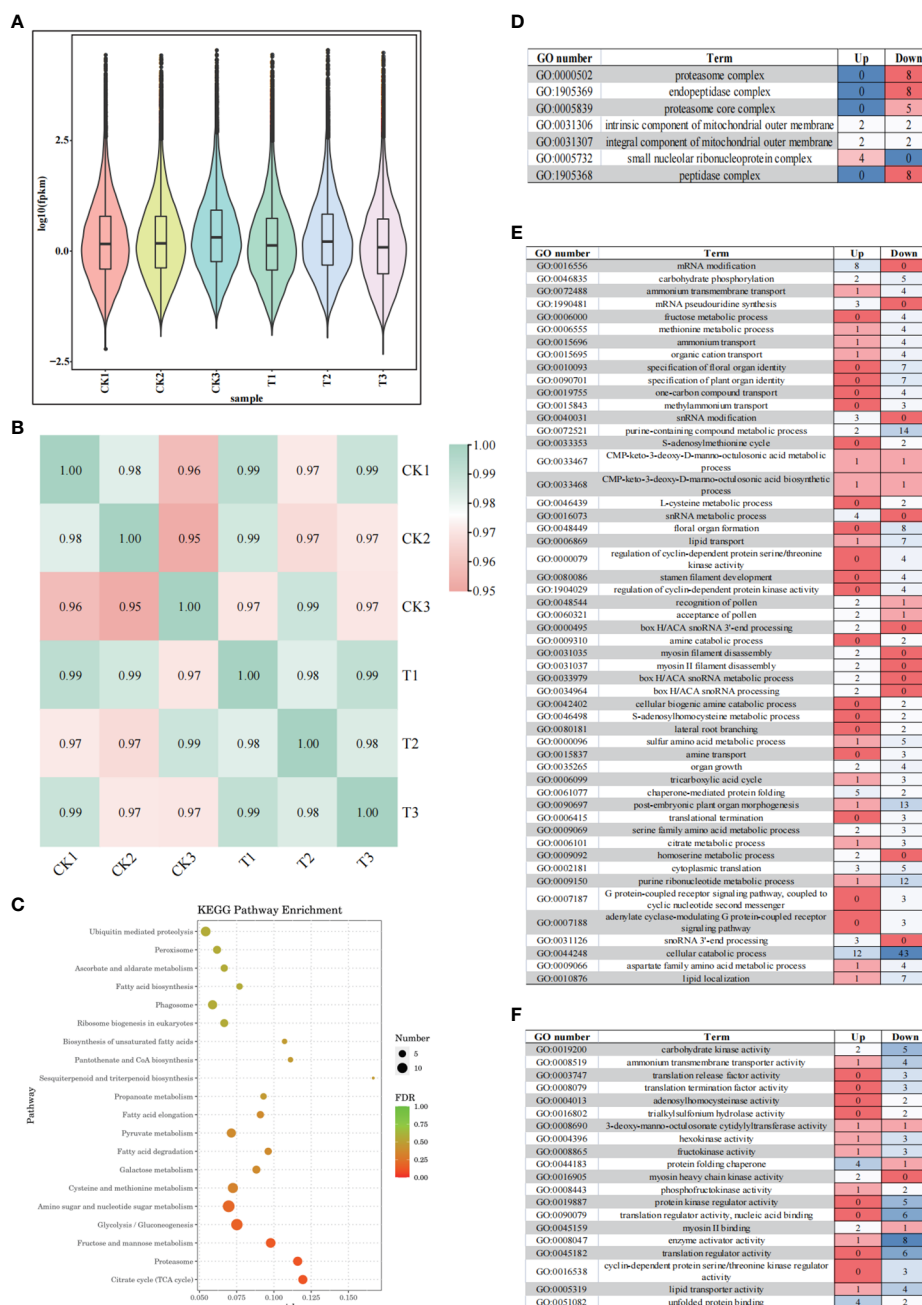 A
log10(fpkm)
2.5
0.0
−2.5
CK1 CK2 CK3 T1 T2 T3
sample
B
1.00 0.98 0.96 0.99 0.97 0.99 CK1
0.98 1.00 0.95 0.99 0.97 0.97 CK2
0.96 0.95 1.00 0.97 0.99 0.97 CK3
0.99 0.99 0.97 1.00 0.98 0.99 T1
0.97 0.97 0.99 0.98 1.00 0.98 T2
0.99 0.97 0.97 0.99 0.98 1.00 T3
CK1 CK2 CK3 T1 T2 T3
1.00
0.99
0.98
0.97
0.96
0.95
C
KEGG Pathway Enrichment
Pathway
Ubiquitin mediated proteolysis
Peroxisome
Ascorbate and aldarate metabolism
Fatty acid biosynthesis
Phagosome
Ribosome biogenesis in eukaryotes
Biosynthesis of unsaturated fatty acids
Pantothenate and CoA biosynthesis
Sesquiterpenoid and triterpenoid biosynthesis
Propanoate metabolism
Fatty acid elongation
Pyruvate metabolism
Fatty acid degradation
Galactose metabolism
Cysteine and methionine metabolism
Amino sugar and nucleotide sugar metabolism
Glycolysis / Gluconeogenesis
Fructose and mannose metabolism
Proteasome
Citrate cycle (TCA cycle)
0.050 0.075 0.100 0.125 0.150
Number
5
10
FDR
1.00
0.75
0.50
0.25
0.00
D
GO number Term Up Down
GO:0000502 proteasome complex 0 8
GO:1905369 endopeptidase complex 0 8
GO:0005839 proteasome core complex 0 5
GO:0031306 intrinsic component of mitochondrial outer membrane 2 2
GO:0031307 integral component of mitochondrial outer membrane 2 2
GO:0005732 small nucleolar ribonucleoprotein complex 4 0
GO:1905368 peptidase complex 0 8
E
GO number Term Up Down
GO:0016556 mRNA modification 8 0
GO:0046835 carbohydrate phosphorylation 2 5
GO:0072488 ammonium transmembrane transport 1 4
GO:1990481 mRNA pseudouridine synthesis 3 0
GO:0006000 fructose metabolic process 0 4
GO:0006555 methionine metabolic process 1 4
GO:0015696 ammonium transport 1 4
GO:0015695 organic cation transport 1 4
GO:0010093 specification of floral organ identity 0 7
GO:0090701 specification of plant organ identity 0 7
GO:0019755 one-carbon compound transport 0 4
GO:0015843 methylammonium transport 0 3
GO:0040031 snRNA modification 3 0
GO:0072521 purine-containing compound metabolic process 2 14
GO:0033353 S-adenosylmethionine cycle 0 2
GO:0033467 CMP-keto-3-deoxy-D-manno-octulosonic acid metabolic process 1 1
GO:0033468 CMP-keto-3-deoxy-D-manno-octulosonic acid biosynthetic process 1 1
GO:0046439 L-cysteine metabolic process 0 2
GO:0016073 snRNA metabolic process 4 0
GO:0048449 floral organ formation 0 8
GO:0006869 lipid transport 1 7
GO:0000079 regulation of cyclin-dependent protein serine/threonine kinase activity 0 4
GO:0080086 stamen filament development 0 4
GO:1904029 regulation of cyclin-dependent protein kinase activity 0 4
GO:0048544 recognition of pollen 2 1
GO:0060321 acceptance of pollen 2 1
GO:0000495 box H/ACA snoRNA 3'-end processing 2 0
GO:0009310 amine catabolic process 0 2
GO:0031035 myosin filament disassembly 2 0
GO:0031037 myosin II filament disassembly 2 0
GO:0033979 box H/ACA snoRNA metabolic process 2 0
GO:0034964 box H/ACA snoRNA processing 2 0
GO:0042402 cellular biogenic amine catabolic process 0 2
GO:0046498 S-adenosylhomocysteine metabolic process 0 2
GO:0080181 lateral root branching 0 2
GO:0000096 sulfur amino acid metabolic process 1 5
GO:0015837 amine transport 0 3
GO:0035265 organ growth 2 4
GO:0006099 tricarboxylic acid cycle 1 3
GO:0061077 chaperone-mediated protein folding 5 2
GO:0090697 post-embryonic plant organ morphogenesis 1 13
GO:0006415 translational termination 0 3
GO:0009069 serine family amino acid metabolic process 2 3
GO:0006101 citrate metabolic process 1 3
GO:0009092 homoserine metabolic process 2 0
GO:0002181 cytoplasmic translation 3 5
GO:0009150 purine ribonucleotide metabolic process 1 12
GO:0007187 G protein-coupled receptor signaling pathway, coupled to cyclic nucleotide second messenger 0 3
GO:0007188 adenylate cyclase-modulating G protein-coupled receptor signaling pathway 0 3
GO:0031126 snoRNA 3'-end processing 3 0
GO:0044248 cellular catabolic process 12 43
GO:0009066 aspartate family amino acid metabolic process 1 4
GO:0010876 lipid localization 1 7
F
GO number Term Up Down
GO:0019200 carbohydrate kinase activity 2 5
GO:0008519 ammonium transmembrane transporter activity 1 4
GO:0003747 translation release factor activity 0 3
GO:0008079 translation termination factor activity 0 3
GO:0004013 adenosylhomocysteinase activity 0 2
GO:0016802 trialkylsulfonium hydrolase activity 0 2
GO:0008690 3-deoxy-manno-octulosonate cytidylyltransferase activity 1 1
GO:0004396 hexokinase activity 1 3
GO:0008865 fructokinase activity 1 3
GO:0044183 protein folding chaperone 4 1
GO:0016905 myosin heavy chain kinase activity 2 0
GO:0008443 phosphofructokinase activity 1 2
GO:0019887 protein kinase regulator activity 0 5
GO:0090079 translation regulator activity, nucleic acid binding 0 6
GO:0045159 myosin II binding 2 1
GO:0008047 enzyme activator activity 1 8
GO:0045182 translation regulator activity 0 6
GO:0016538 cyclin-dependent protein serine/threonine kinase regulator activity 0 3
GO:0005319 lipid transporter activity 1 4
GO:0051082 unfolded protein binding 4 2